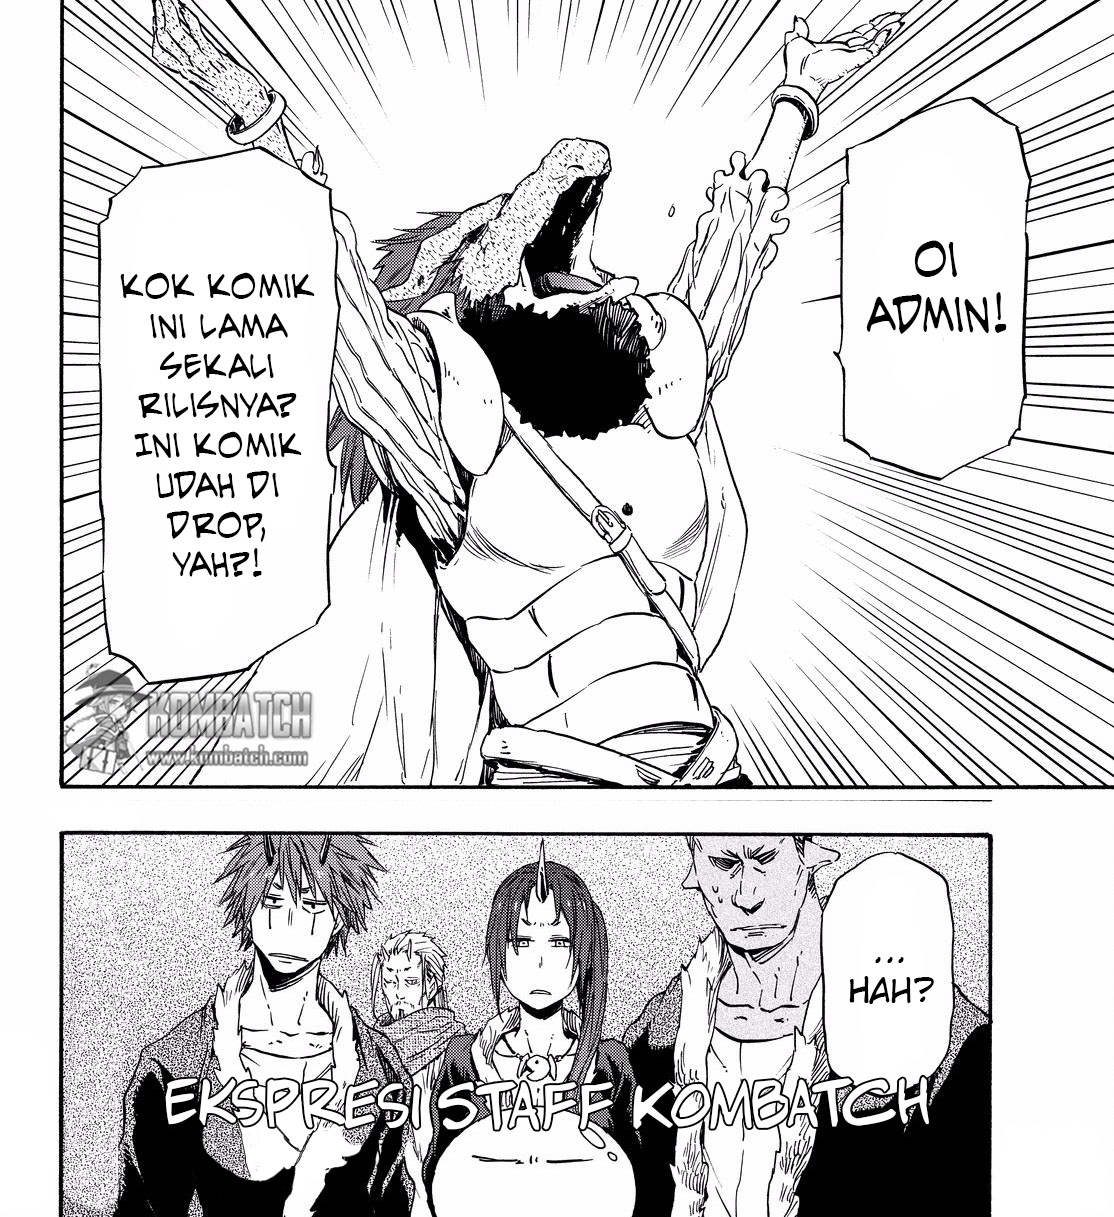 OI
ADMIN!
KOK KOMIK
INI LAMA
SEKALI
RILISNYA?
INI KOMIK
UDAH DI
DROP,
YAH?!
KOMBATCH
www.kombatch.com
...
HAH?
EKSPRESI STAFF KOMBATCH